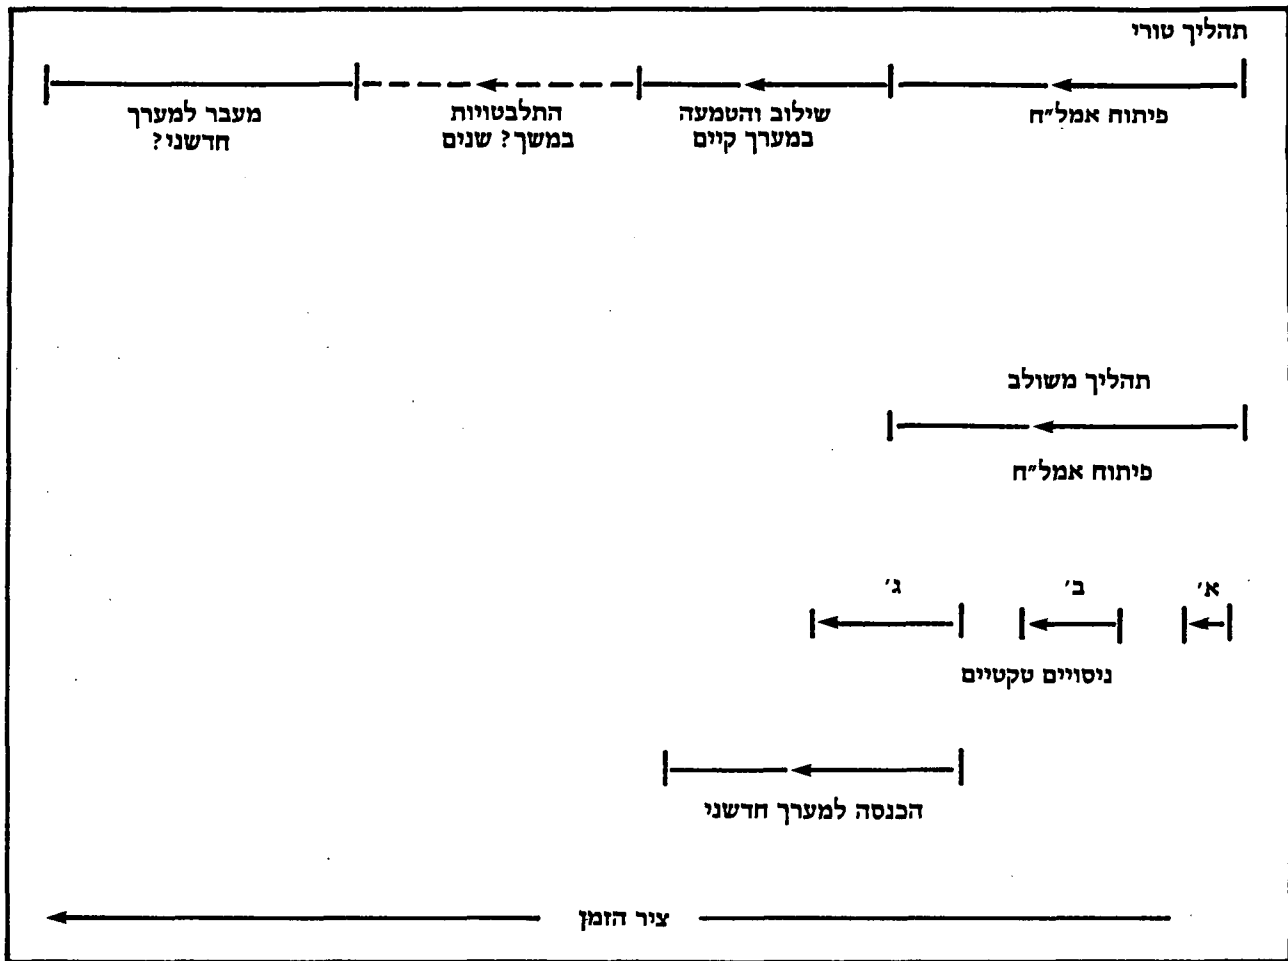 תהליך טורי
פיתוח אמל״ח
שילוב והטמעה
במערך קיים
התלבטויות
במשך ? שנים
מעבר למערך
חדשני ?
תהליך משולב
פיתוח אמל״ח
א׳
ב׳
ג׳
ניסויים טקטיים
הכנסה למערך חדשני
ציר הזמן